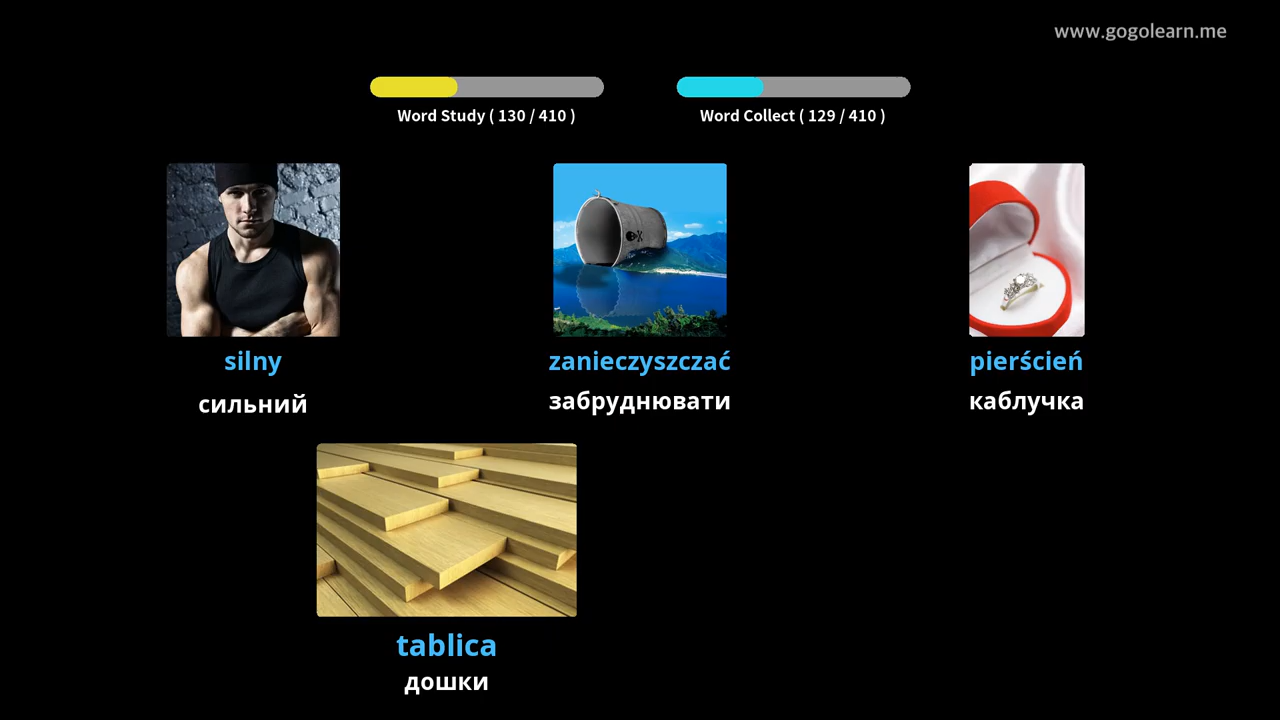 www.gogolearn.me
Word Study ( 130 / 410 )
Word Collect ( 129 / 410 )
silny
zanieczyszczać
pierścień
сильний
забруднювати
каблучка
tablica
дошки